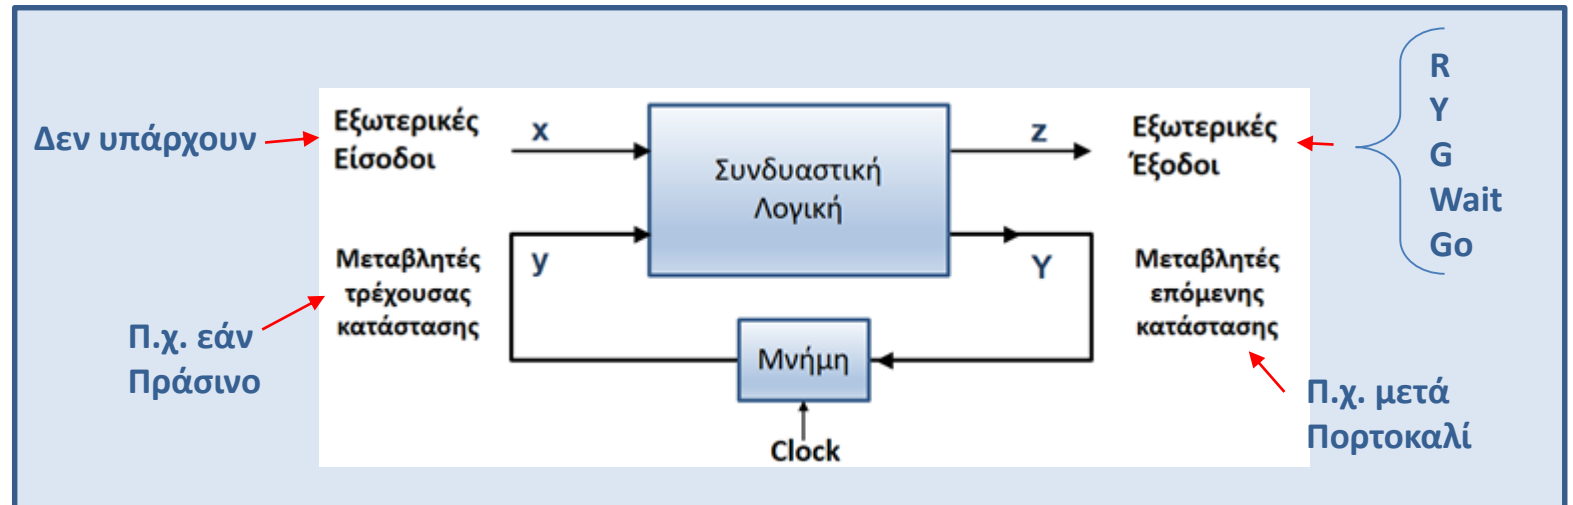 Δεν υπάρχουν
Εξωτερικές
Είσοδοι
x
Συνδυαστική
Λογική
z
Εξωτερικές
Έξοδοι
R
Y
G
Wait
Go
Μεταβλητές
τρέχουσας
κατάστασης
y
Y
Μεταβλητές
επόμενης
κατάστασης
Π.χ. εάν
Πράσινο
Μνήμη
Clock
Π.χ. μετά
Πορτοκαλί